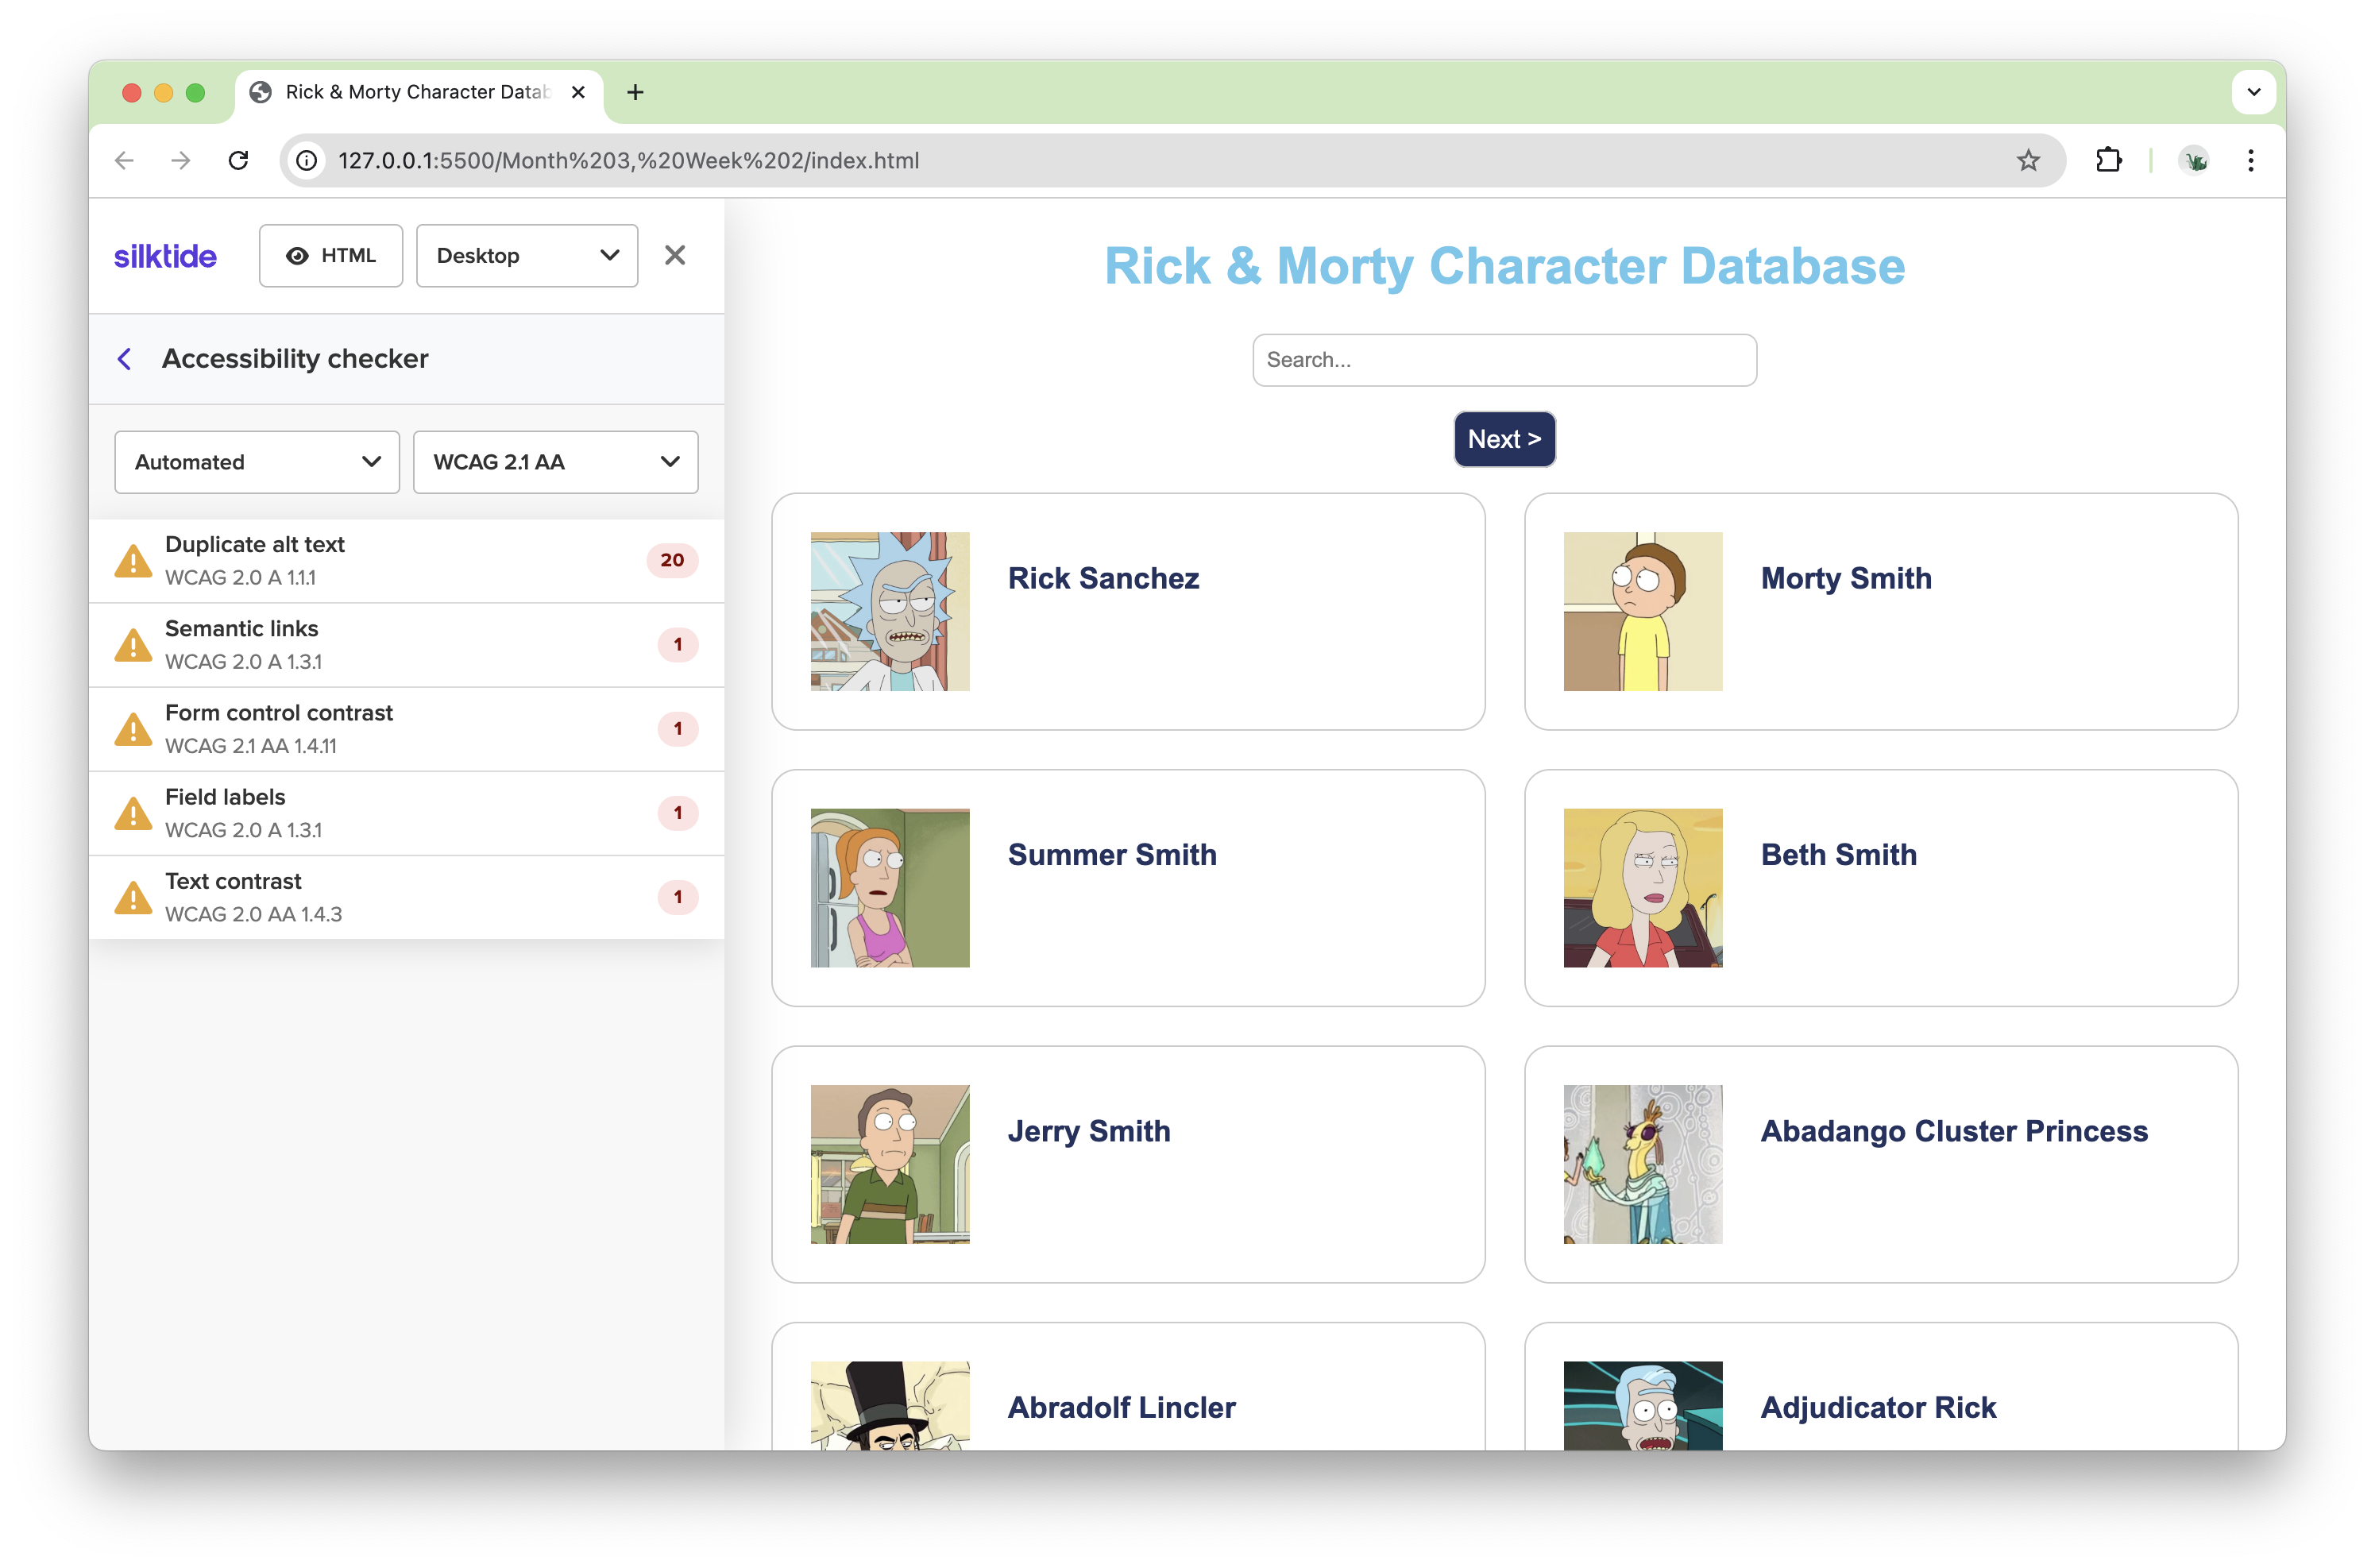 Rick & Morty Character Datab
127.0.0.1:5500/Month%203,%20Week%202/index.html
silktide
HTML
Desktop
Accessibility checker
Automated
WCAG 2.1 AA
Duplicate alt text
WCAG 2.0 A 1.1.1
20
Semantic links
WCAG 2.0 A 1.3.1
1
Form control contrast
WCAG 2.1 AA 1.4.11
1
Field labels
WCAG 2.0 A 1.3.1
1
Text contrast
WCAG 2.0 AA 1.4.3
1
Rick & Morty Character Database
Search...
Next >
Rick Sanchez
Morty Smith
Summer Smith
Beth Smith
Jerry Smith
Abadango Cluster Princess
Abradolf Lincler
Adjudicator Rick